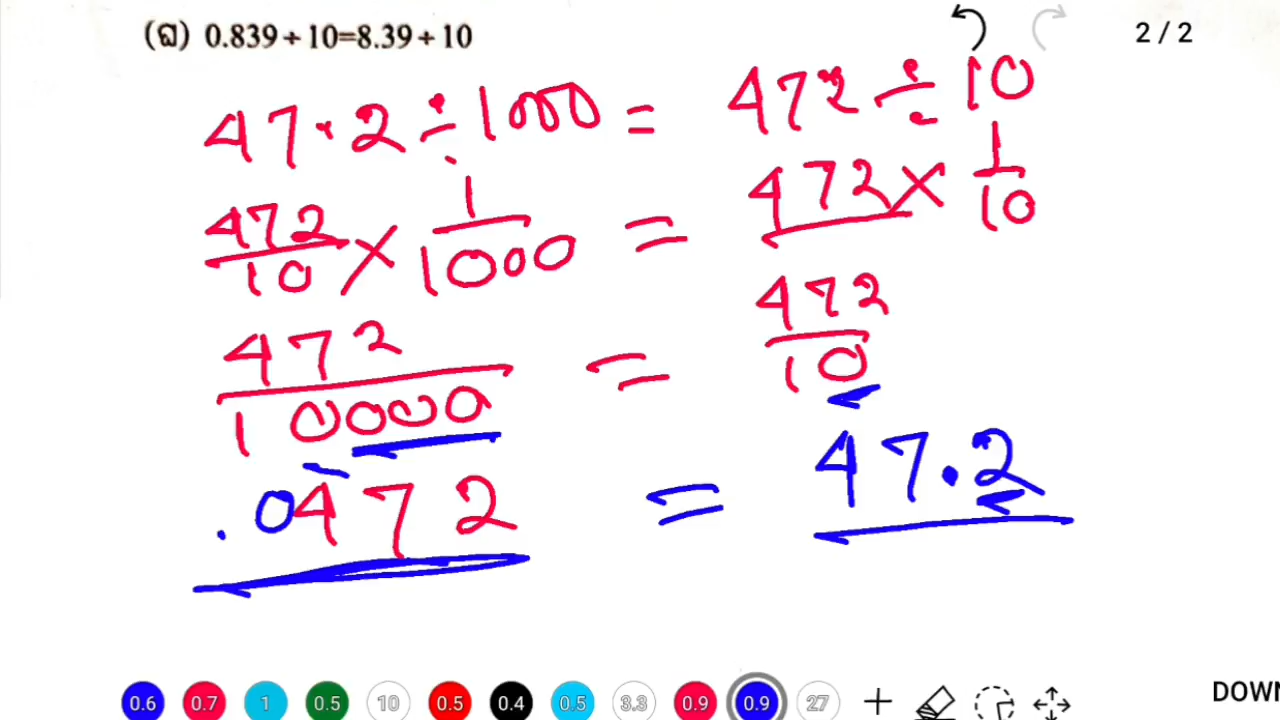 (ଘ) 0.839÷10=8.39÷10
2 / 2
47.2 ÷ 1000 = 472 ÷ 10
472/10 × 1/1000 = 472 × 1/10
472/10000 = 472/10
.0472 = 47.2
0.6 0.7 1 0.5 10 0.5 0.4 0.5 3.3 0.9 0.9 27
DOWN